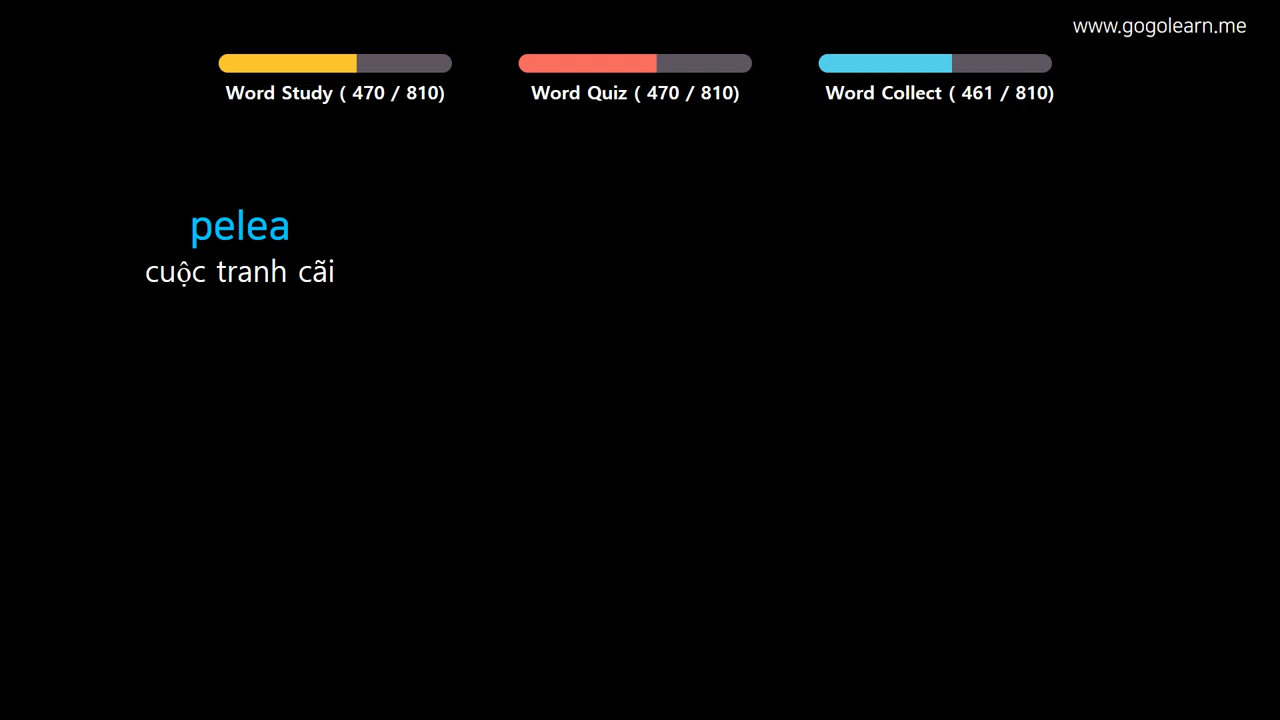 www.gogolearn.me
Word Study ( 470 / 810)
Word Quiz ( 470 / 810)
Word Collect ( 461 / 810)
pelea
cuộc tranh cãi